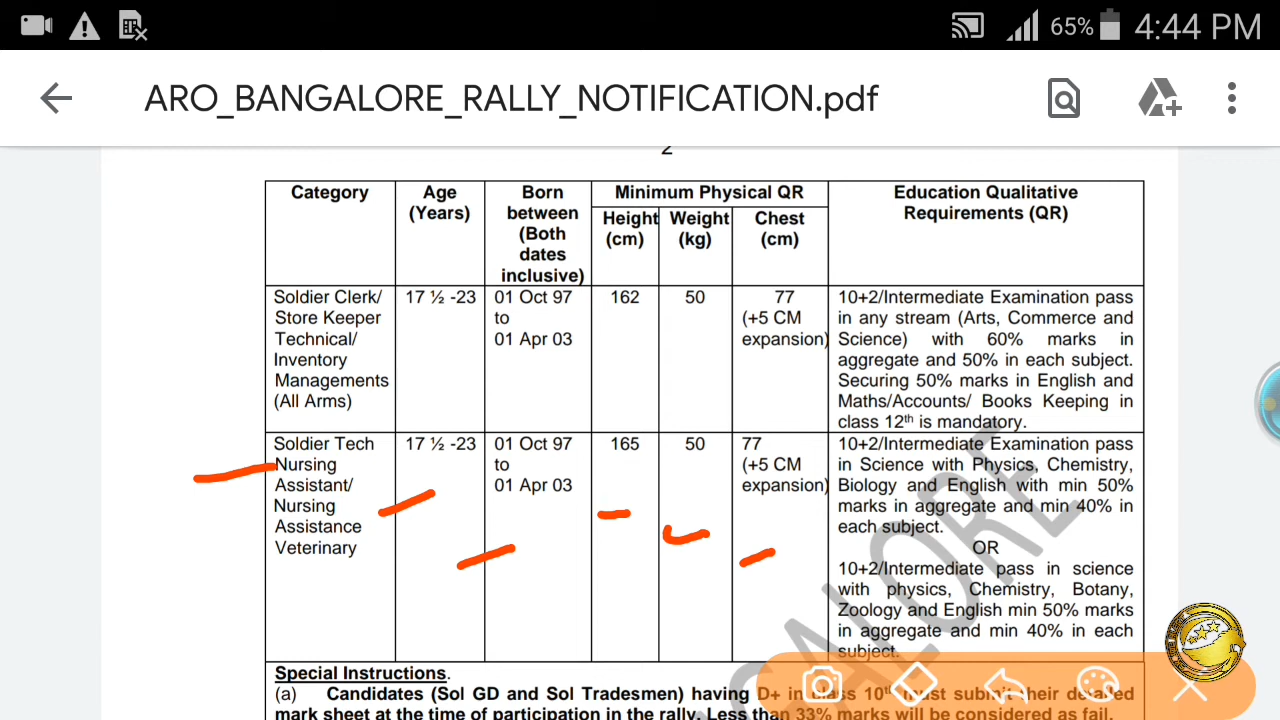 65% 4:44 PM
ARO_BANGALORE_RALLY_NOTIFICATION.pdf
2
Category
Age
(Years)
Born
between
(Both
dates
inclusive)
Minimum Physical QR
Height
(cm)
Weight
(kg)
Chest
(cm)
Education Qualitative
Requirements (QR)
Soldier Clerk/
Store Keeper
Technical/
Inventory
Managements
(All Arms)
17 ½ -23
01 Oct 97
to
01 Apr 03
162
50
77
(+5 CM
expansion)
10+2/Intermediate Examination pass
in any stream (Arts, Commerce and
Science) with 60% marks in
aggregate and 50% in each subject.
Securing 50% marks in English and
Maths/Accounts/ Books Keeping in
class 12th is mandatory.
Soldier Tech
Nursing
Assistant/
Nursing
Assistance
Veterinary
17 ½ -23
01 Oct 97
to
01 Apr 03
165
50
77
(+5 CM
expansion)
10+2/Intermediate Examination pass
in Science with Physics, Chemistry,
Biology and English with min 50%
marks in aggregate and min 40% in
each subject.
OR
10+2/Intermediate pass in science
with physics, Chemistry, Botany,
Zoology and English min 50% marks
in aggregate and min 40% in each
subject.
Special Instructions.
(a) Candidates (Sol GD and Sol Tradesmen) having D+ in class 10th must submit their detailed
mark sheet at the time of participation in the rally. Less than 33% marks will be considered as fail.